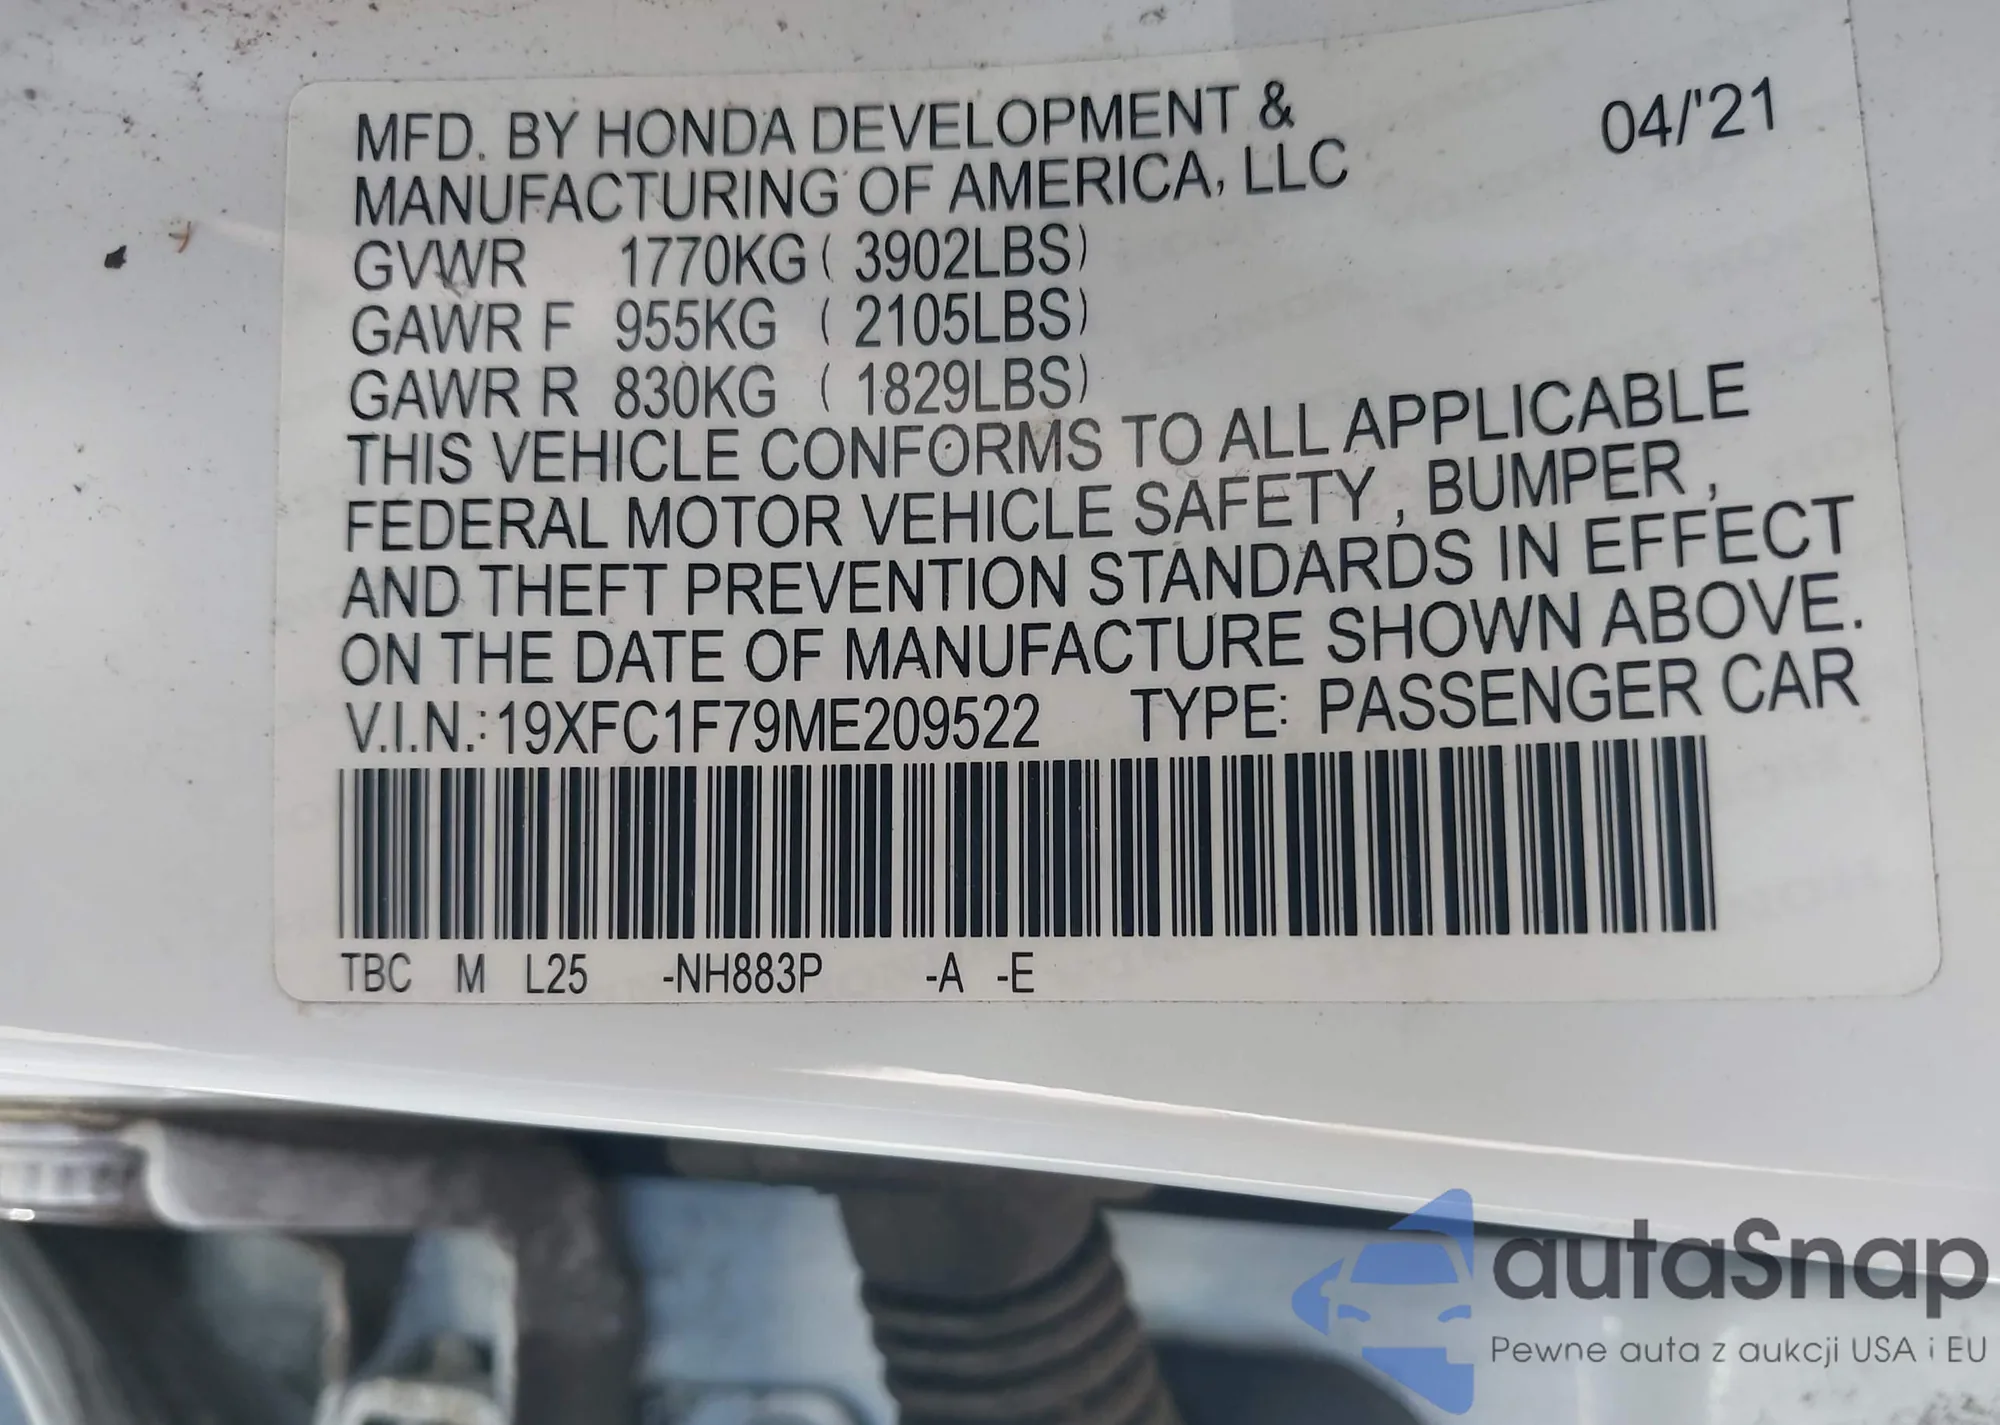 MFD. BY HONDA DEVELOPMENT & 04/'21
MANUFACTURING OF AMERICA, LLC
GVWR 1770KG ( 3902LBS)
GAWR F 955KG ( 2105LBS)
GAWR R 830KG ( 1829LBS)
THIS VEHICLE CONFORMS TO ALL APPLICABLE
FEDERAL MOTOR VEHICLE SAFETY , BUMPER ,
AND THEFT PREVENTION STANDARDS IN EFFECT
ON THE DATE OF MANUFACTURE SHOWN ABOVE.
V.I.N.: 19XFC1F79ME209522 TYPE: PASSENGER CAR
TBC M L25 -NH883P -A -E
autaSnap
Pewne auta z aukcji USA i EU